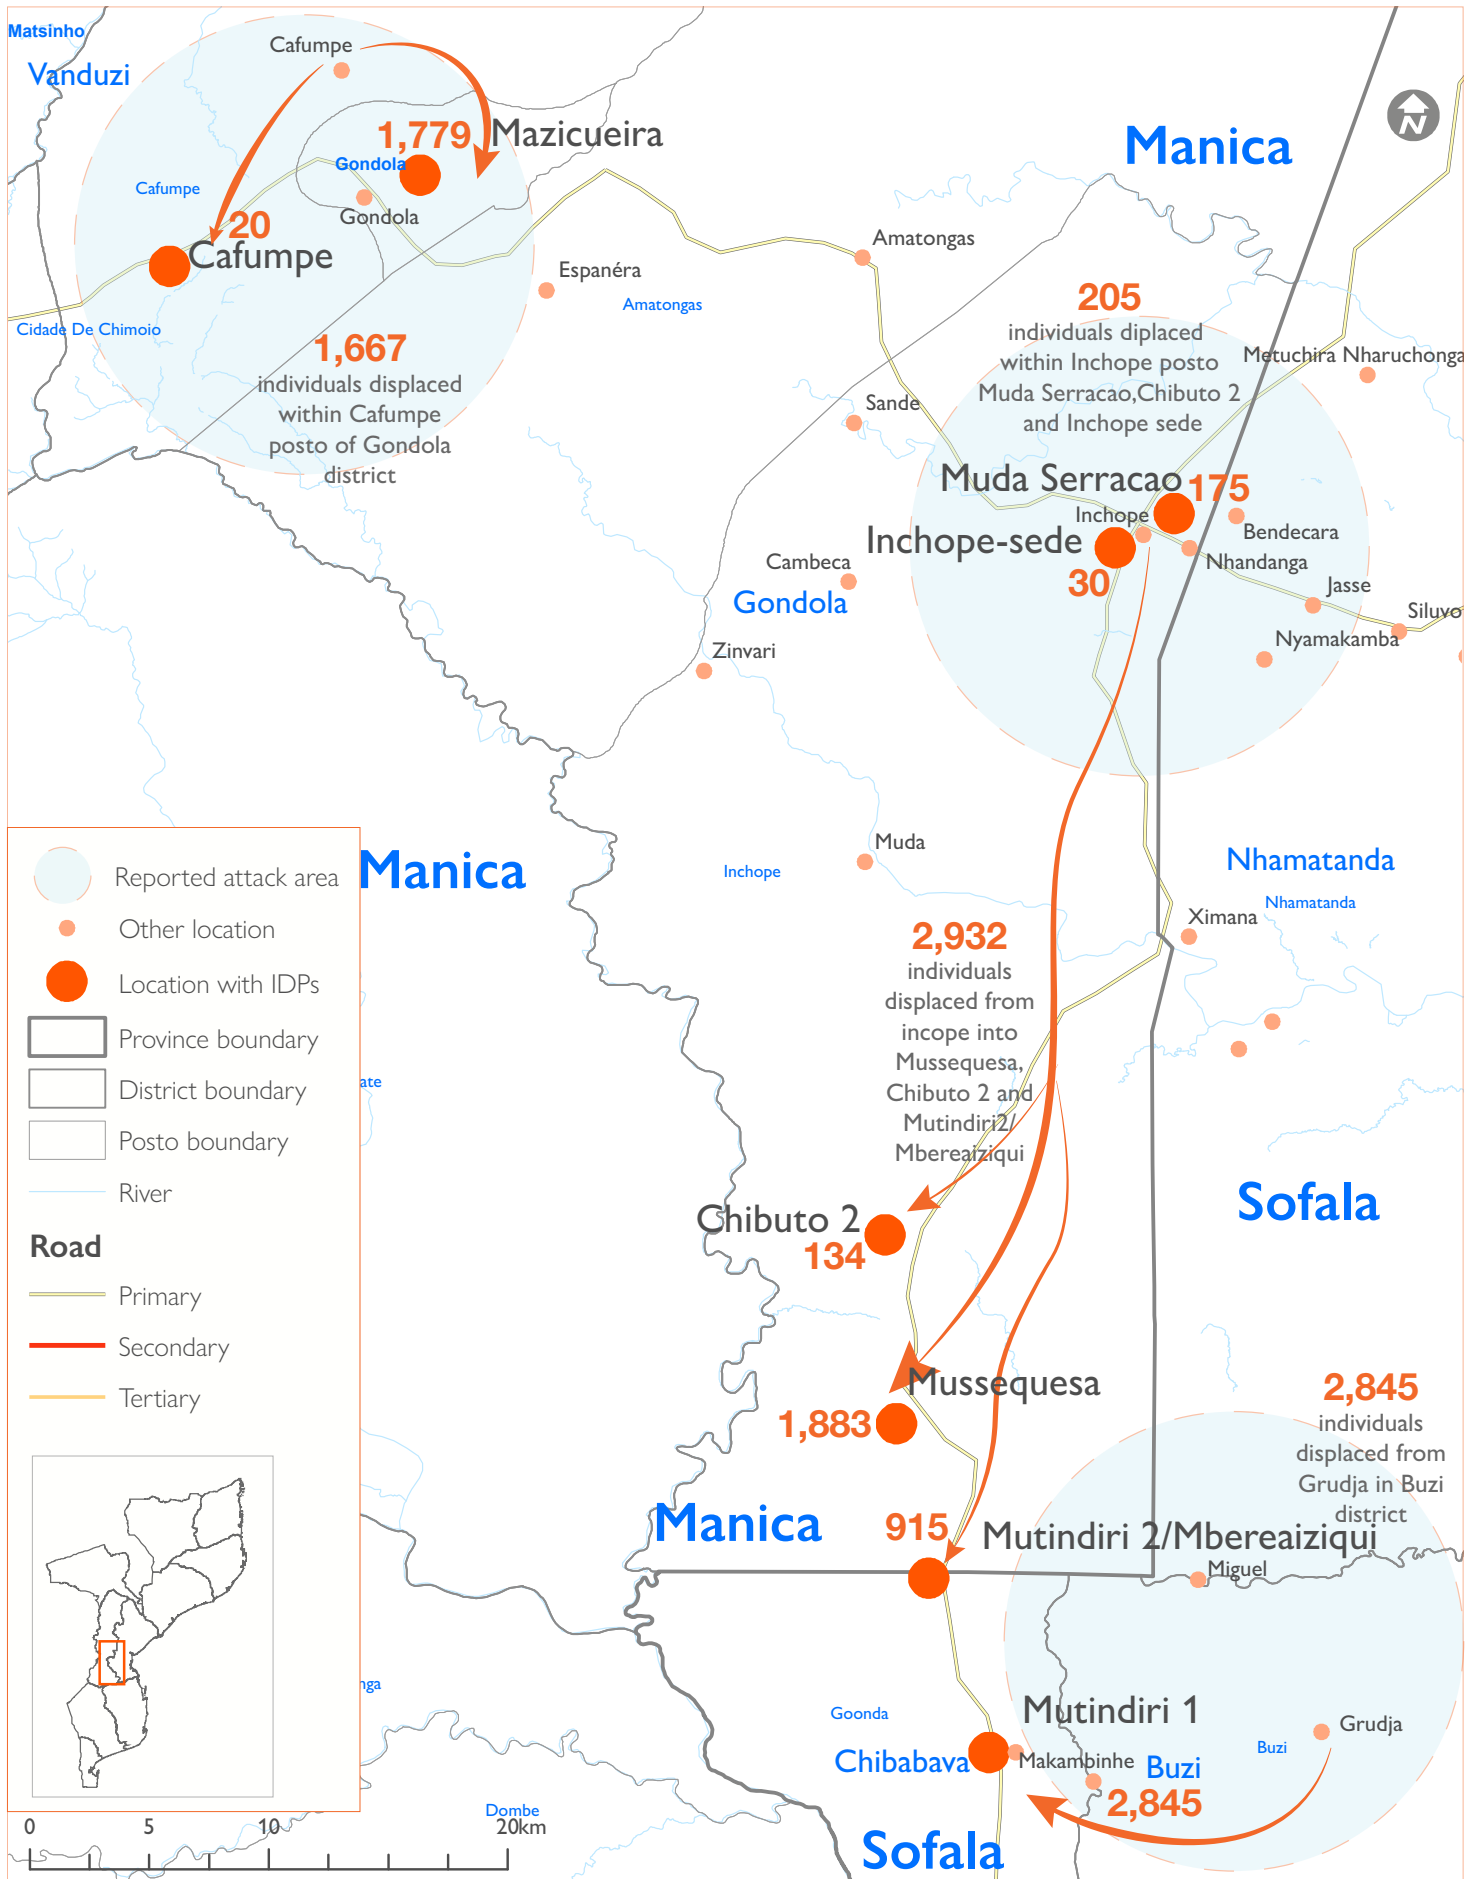 Matsinho
Vanduzi
Cafumpe
1,779
Mazicueira
Gondola
Cafumpe
Gondola
20
Cafumpe
Espanéra
Amatongas
Cidade De Chimoio
1,667
individuals displaced
within Cafumpe
posto of Gondola
district
N
Manica
Amatongas
205
individuals diplaced
within Inchope posto
Muda Serracao,Chibuto 2
and Inchope sede
Metuchira Nharuchonga
Sande
Muda Serracao
175
Inchope
Bendecara
Inchope-sede
Nhandanga
30
Cambeca
Gondola
Jasse
Siluvo
Nyamakamba
Zinvari
Muda
Inchope
Nhamatanda
Nhamatanda
Ximana
2,932
individuals
displaced from
incope into
Mussequesa,
Chibuto 2 and
Mutindiri2/
Mbereaiziqui
Manica
ate
Sofala
Chibuto 2
134
Mussequesa
1,883
2,845
individuals
displaced from
Grudja in Buzi
district
Manica
915
Mutindiri 2/Mbereaiziqui
Miguel
nga
Goonda
Mutindiri 1
Grudja
Chibabava
Makambinhe
Buzi
Buzi
2,845
Dombe
Sofala
Reported attack area
Other location
Location with IDPs
Province boundary
District boundary
Posto boundary
River
Road
Primary
Secondary
Tertiary
0 5 10 20km